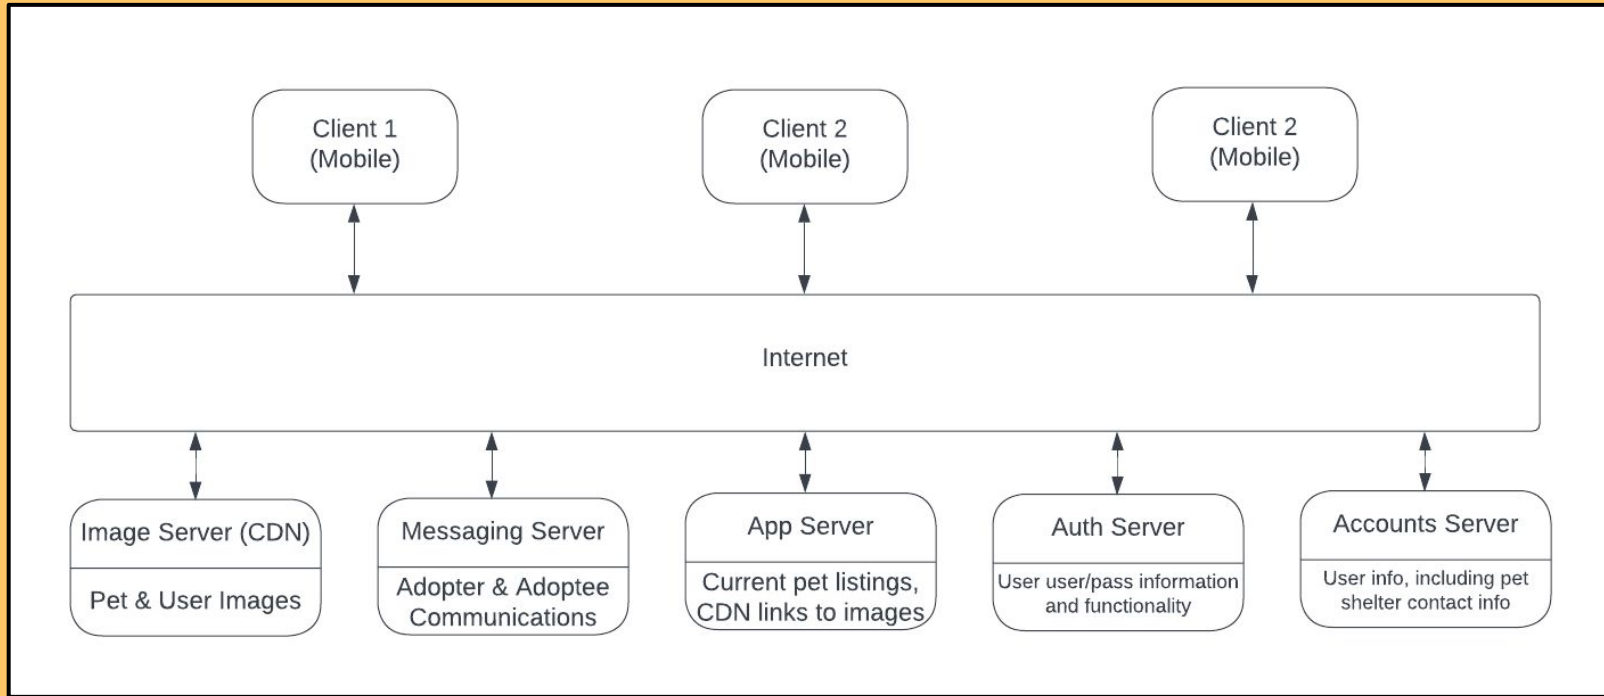 Client 1
(Mobile)
Client 2
(Mobile)
Client 2
(Mobile)
Internet
Image Server (CDN)
Pet & User Images
Messaging Server
Adopter & Adoptee
Communications
App Server
Current pet listings,
CDN links to images
Auth Server
User user/pass information
and functionality
Accounts Server
User info, including pet
shelter contact info